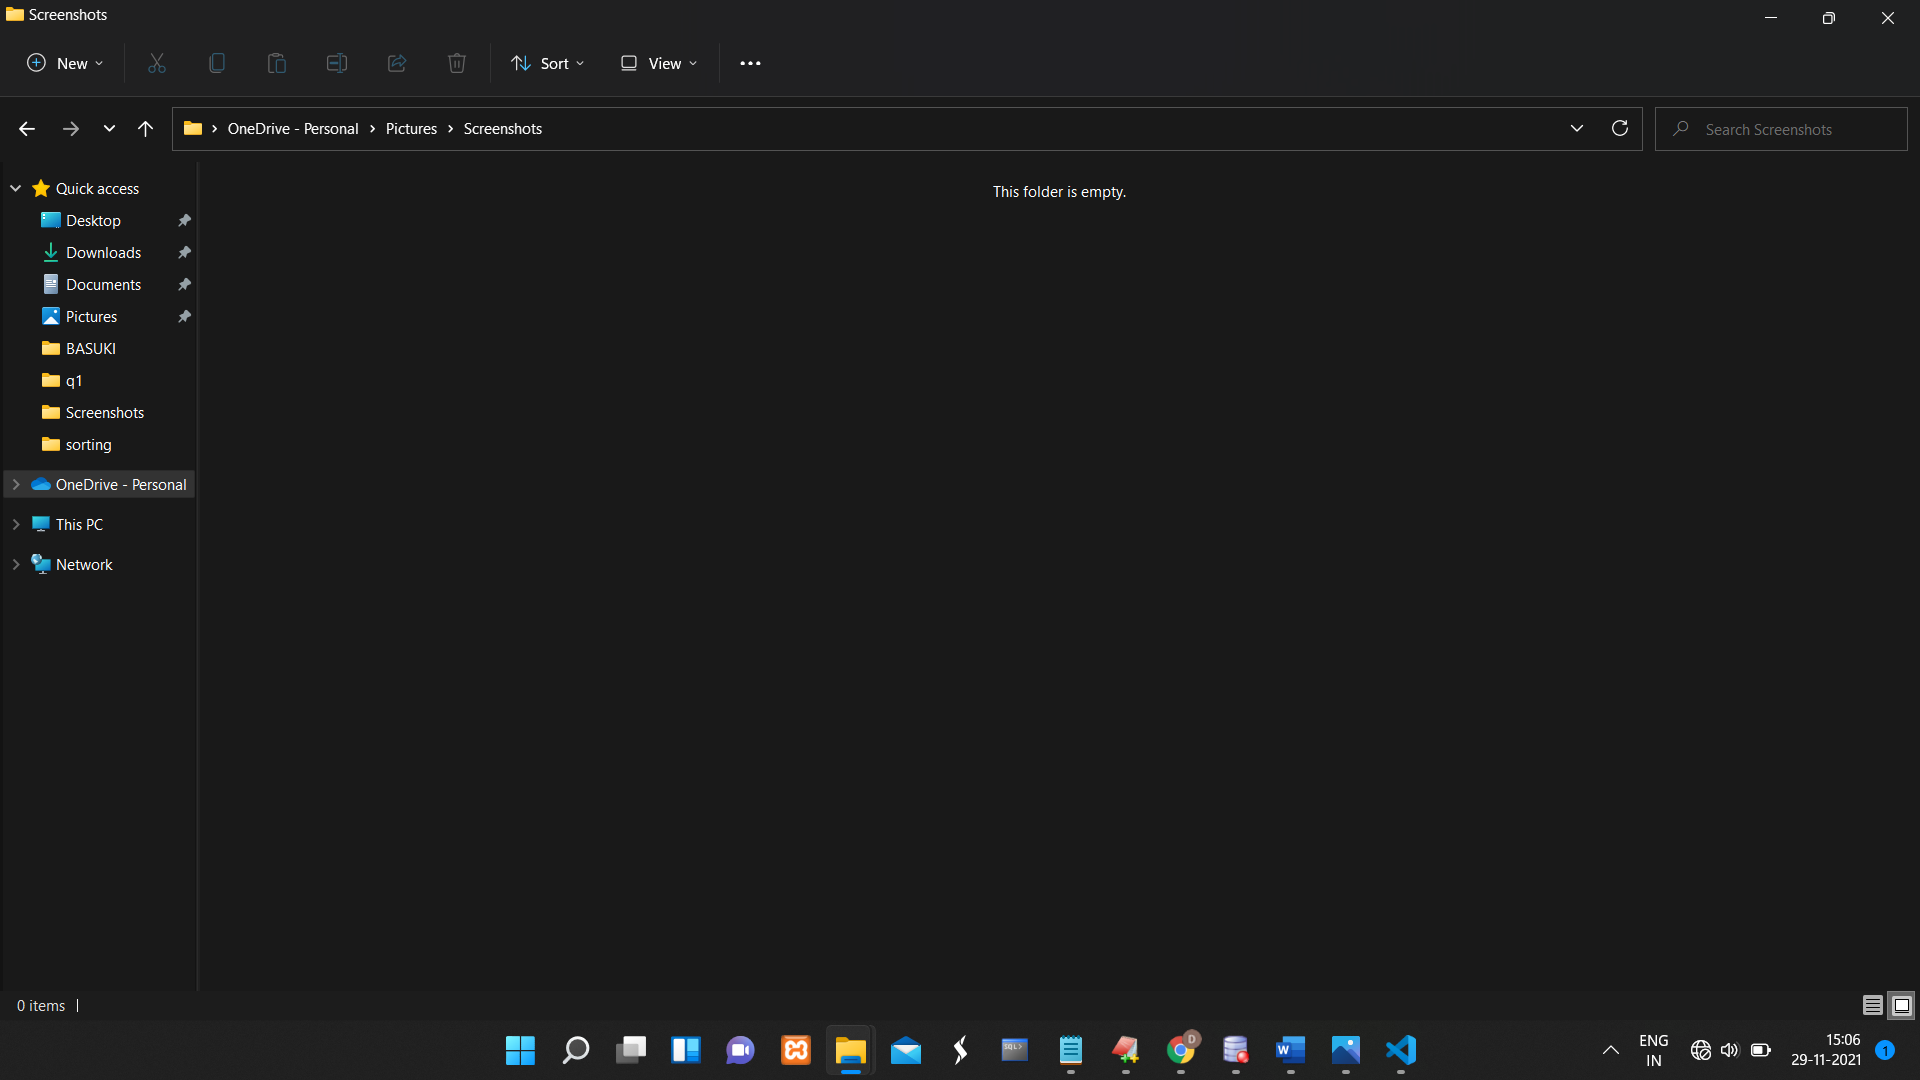 Screenshots
New
Sort
View
OneDrive - Personal
Pictures
Screenshots
Search Screenshots
Quick access
Desktop
Downloads
Documents
Pictures
BASUKI
q1
Screenshots
sorting
OneDrive - Personal
This PC
Network
This folder is empty.
0 items
SQL>
D
W
ENG
IN
15:06
29-11-2021
1